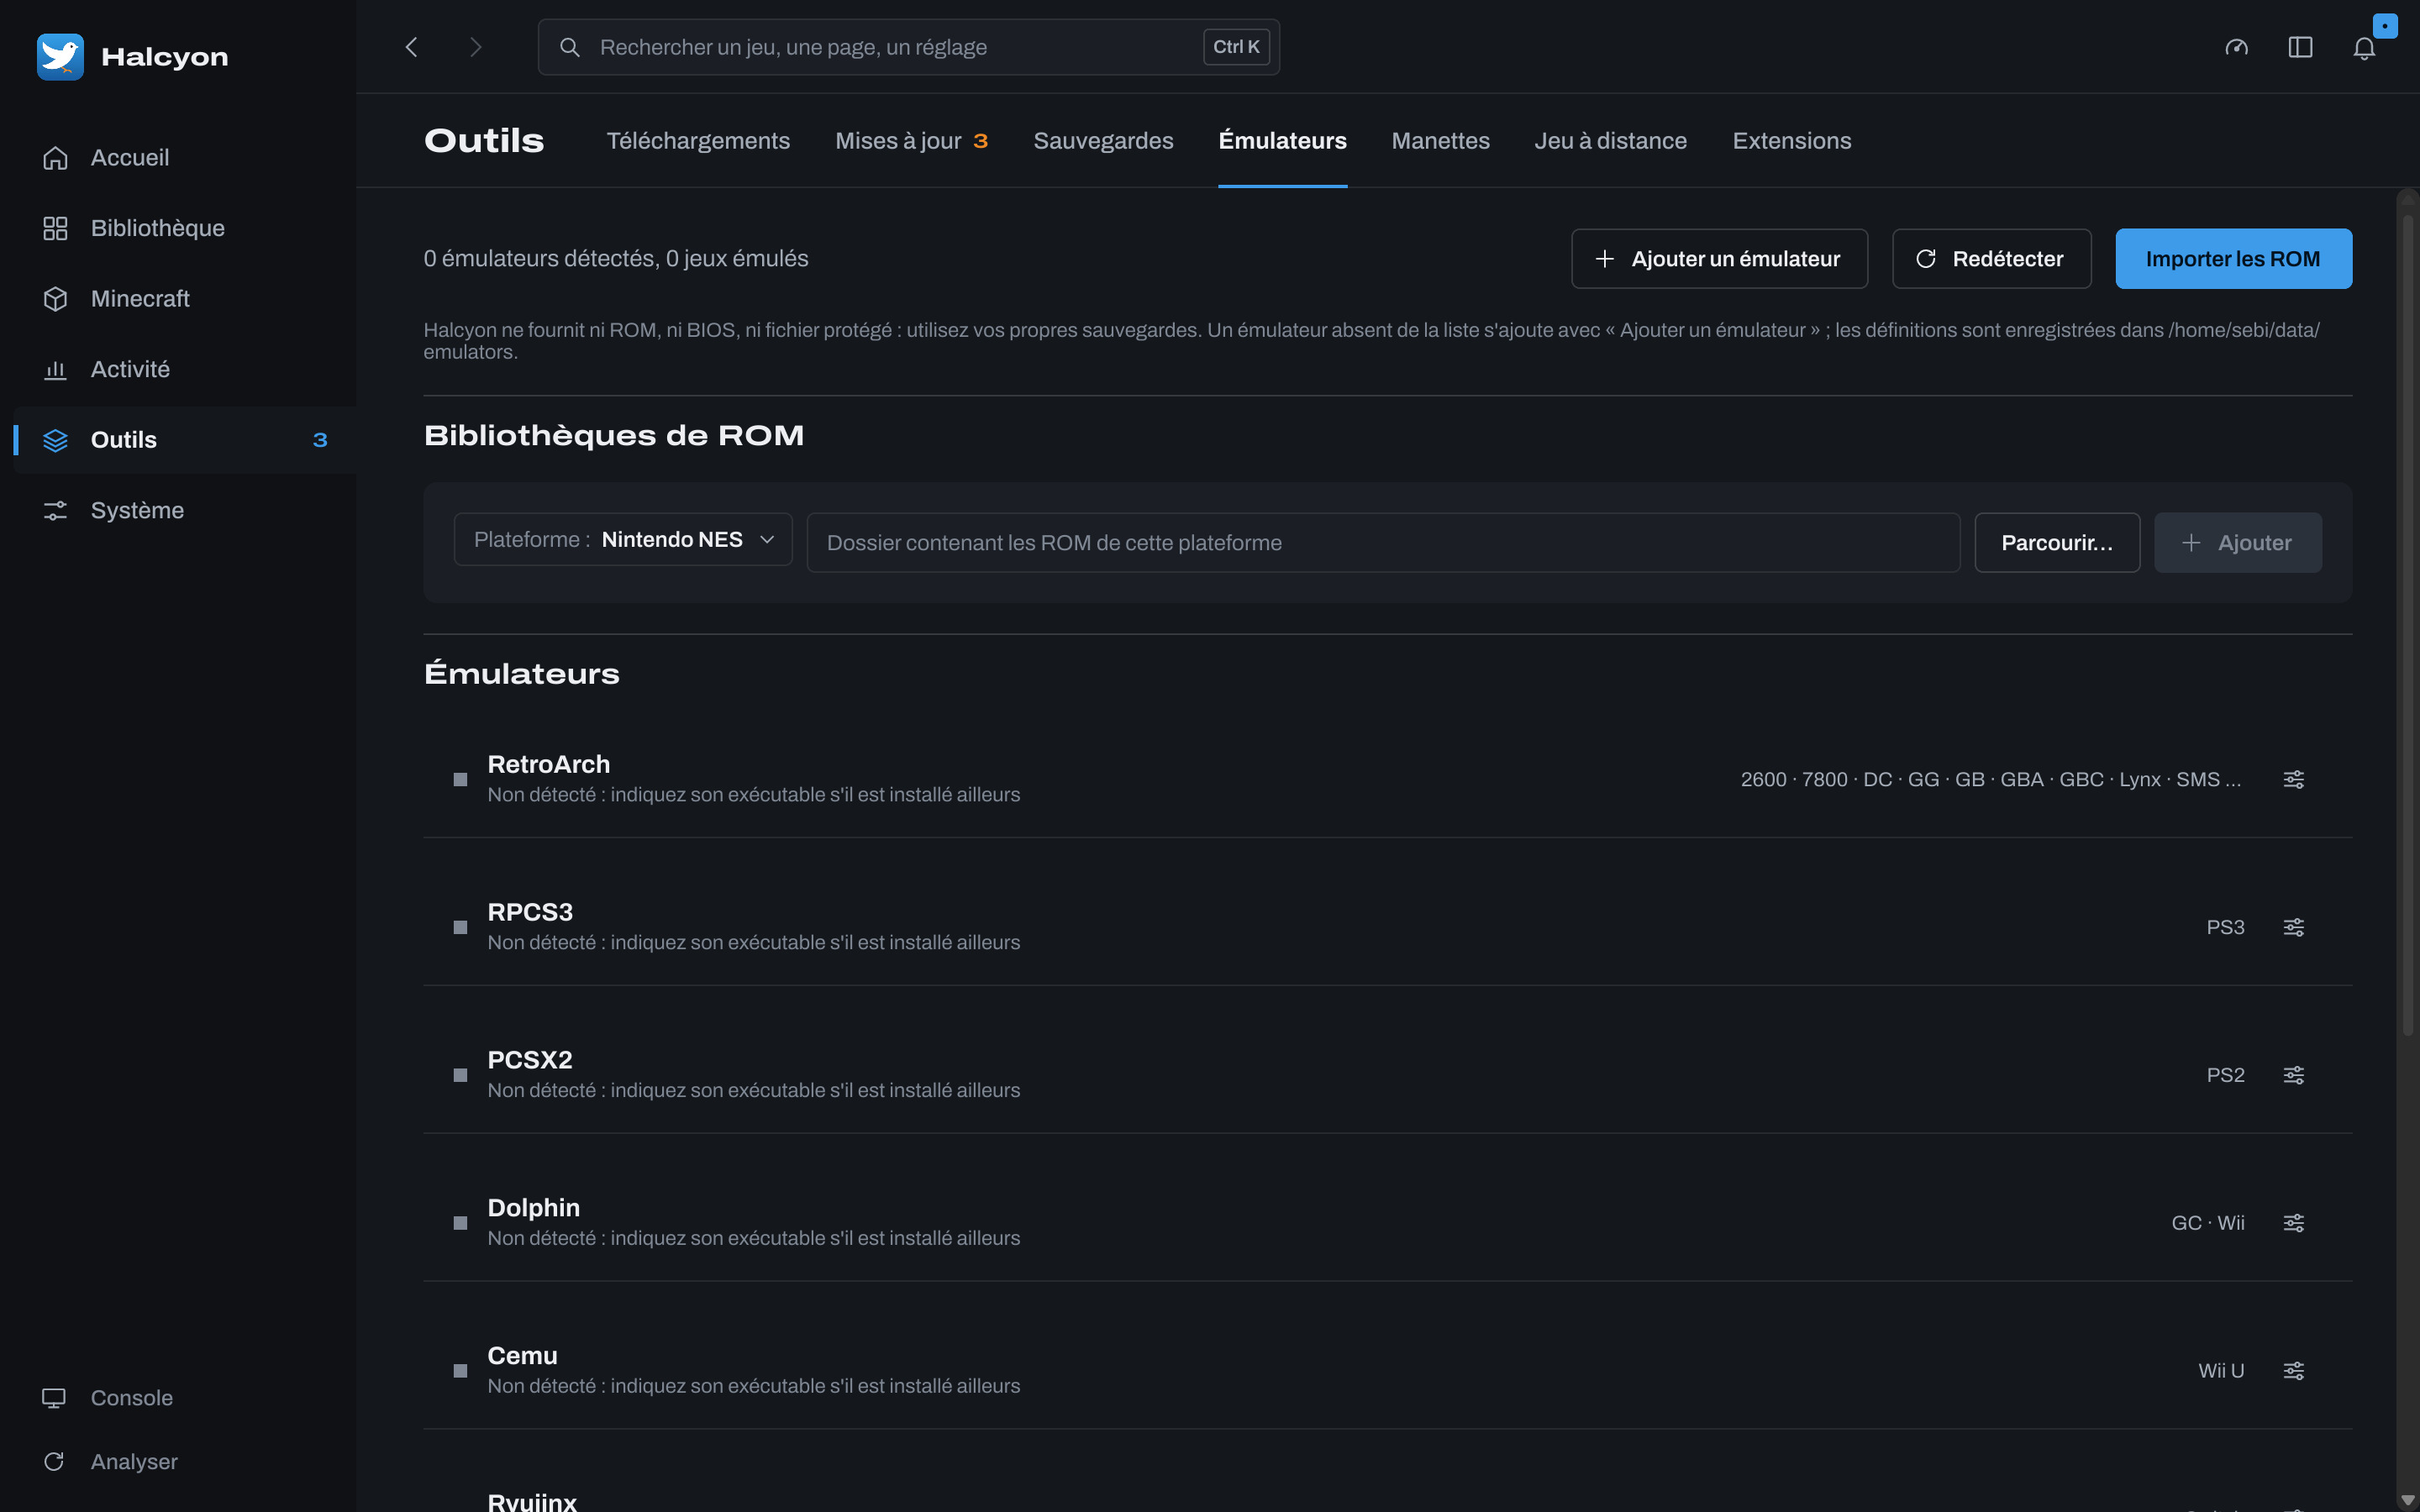 Halcyon
Rechercher un jeu, une page, un réglage
Ctrl K
Accueil
Bibliothèque
Minecraft
Activité
Outils 3
Système
Console
Analyser
Outils
Téléchargements
Mises à jour 3
Sauvegardes
Émulateurs
Manettes
Jeu à distance
Extensions
0 émulateurs détectés, 0 jeux émulés
Ajouter un émulateur
Redétecter
Importer les ROM
Halcyon ne fournit ni ROM, ni BIOS, ni fichier protégé : utilisez vos propres sauvegardes. Un émulateur absent de la liste s'ajoute avec « Ajouter un émulateur » ; les définitions sont enregistrées dans /home/sebi/data/
emulators.
Bibliothèques de ROM
Plateforme : Nintendo NES
Dossier contenant les ROM de cette plateforme
Parcourir...
Ajouter
Émulateurs
RetroArch
Non détecté : indiquez son exécutable s'il est installé ailleurs
2600 · 7800 · DC · GG · GB · GBA · GBC · Lynx · SMS ...
RPCS3
Non détecté : indiquez son exécutable s'il est installé ailleurs
PS3
PCSX2
Non détecté : indiquez son exécutable s'il est installé ailleurs
PS2
Dolphin
Non détecté : indiquez son exécutable s'il est installé ailleurs
GC · Wii
Cemu
Non détecté : indiquez son exécutable s'il est installé ailleurs
Wii U
Ryujinx